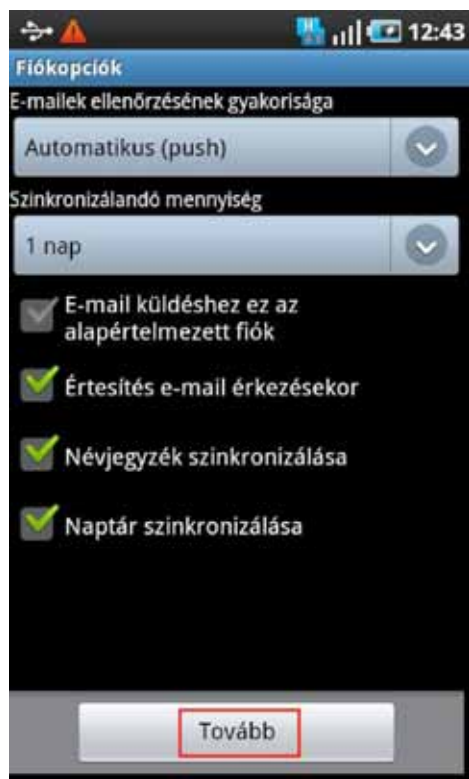 H
12:43
Fiókopciók
E-mailek ellenőrzésének gyakorisága
Automatikus (push)
Szinkronizálandó mennyiség
1 nap
E-mail küldéshez ez az
alapértelmezett fiók
Értesítés e-mail érkezésekor
Névjegyzék szinkronizálása
Naptár szinkronizálása
Tovább